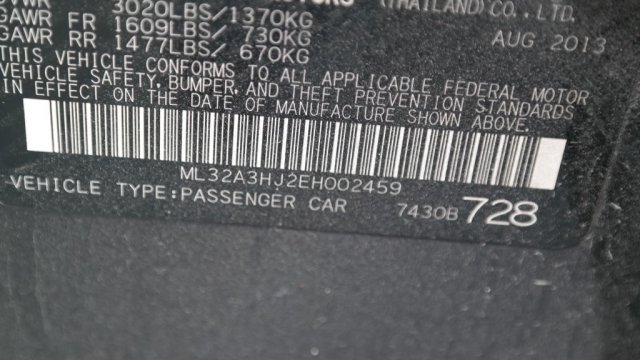 GVWR 3020LBS/1370KG
(THAILAND)CO.,LTD.
GAWR FR 1609LBS/ 730KG
AUG 2013
GAWR RR 1477LBS/ 670KG
THIS VEHICLE CONFORMS TO ALL APPLICABLE FEDERAL MOTOR
VEHICLE SAFETY, BUMPER, AND THEFT PREVENTION STANDARDS
IN EFFECT ON THE DATE OF MANUFACTURE SHOWN ABOVE.
ML32A3HJ2EH002459
VEHICLE TYPE:PASSENGER CAR 7430B 728